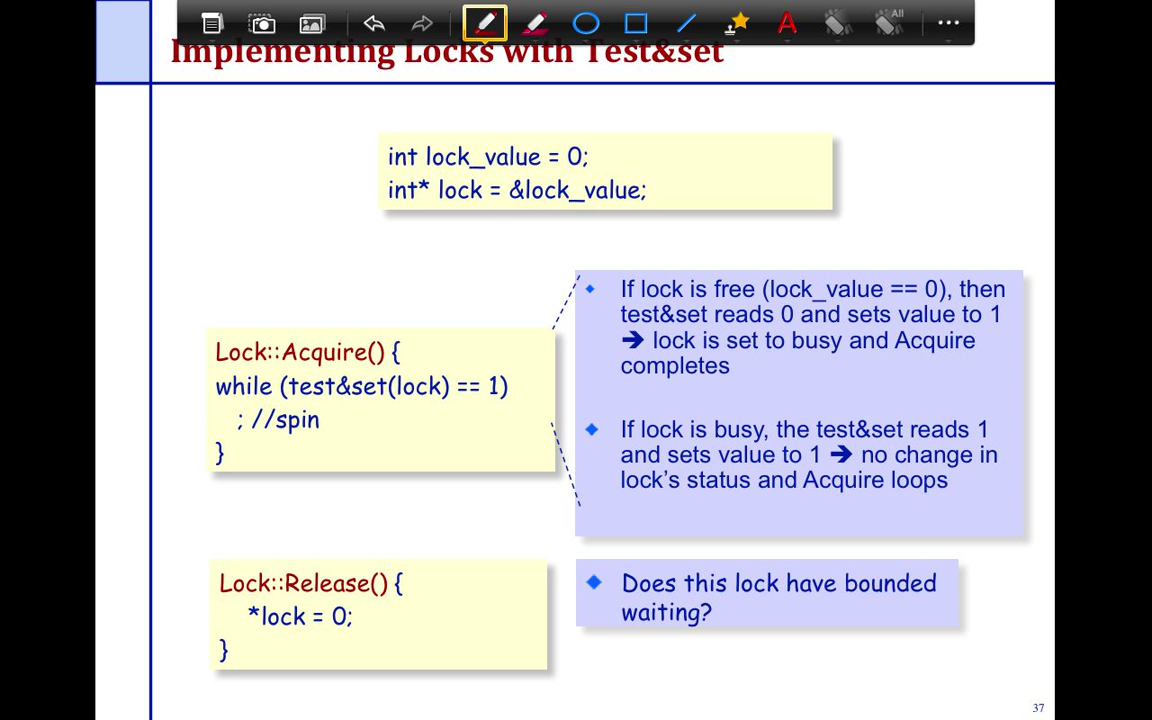 All
A
Implementing Locks with Test&set
int lock_value = 0;
int* lock = &lock_value;
If lock is free (lock_value == 0), then
test&set reads 0 and sets value to 1
➔ lock is set to busy and Acquire
completes
If lock is busy, the test&set reads 1
and sets value to 1 ➔ no change in
lock's status and Acquire loops
Lock::Acquire() {
while (test&set(lock) == 1)
; //spin
}
Lock::Release() {
*lock = 0;
}
Does this lock have bounded
waiting?
37